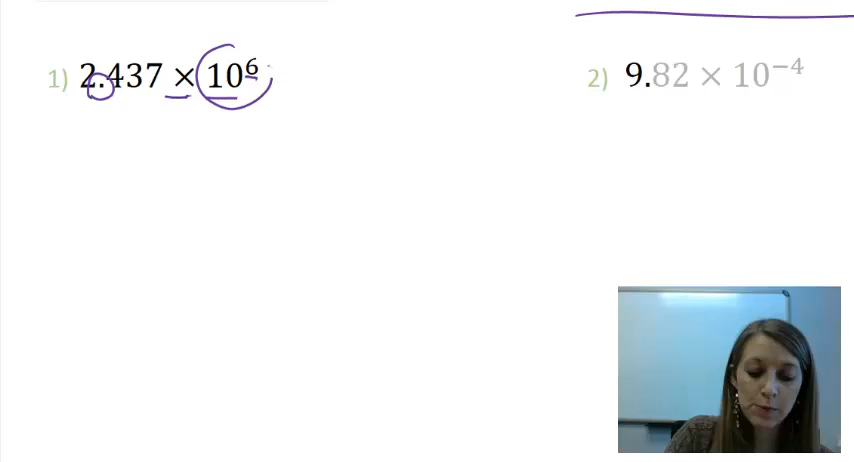 1) 2.437 × 10⁶
2) 9.82 × 10⁻⁴